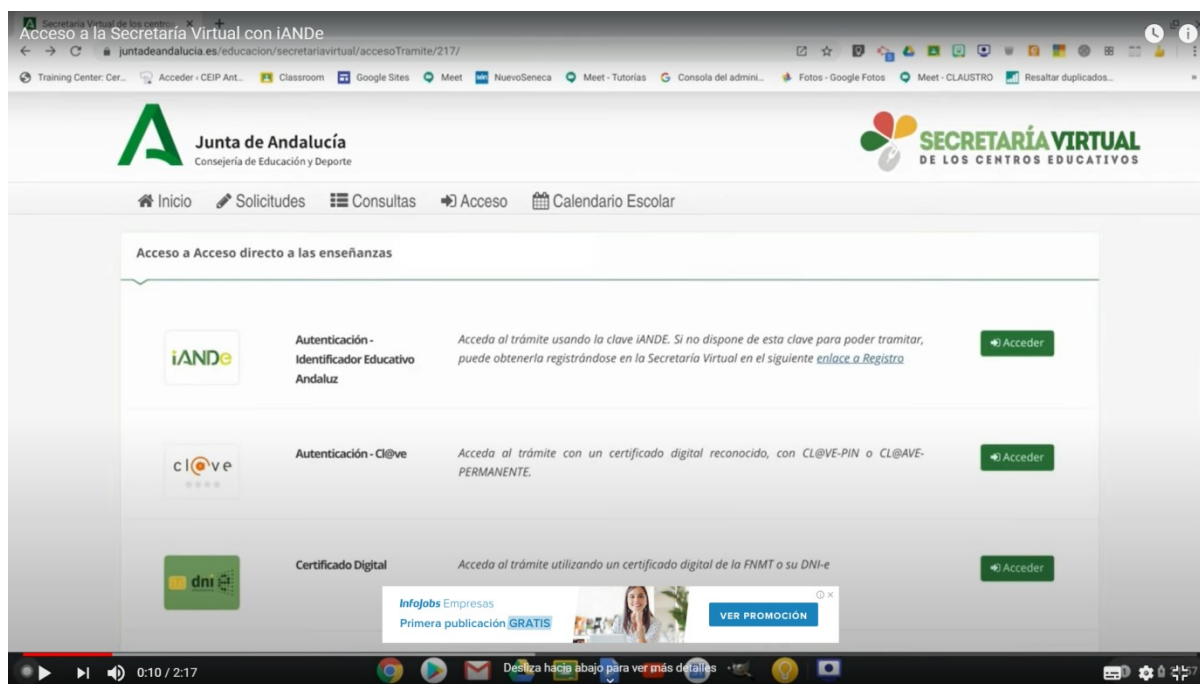 Secretaría Virtual de los centro
Acceso a la Secretaría Virtual con iANDe
juntadeandalucia.es/educacion/secretariavirtual/accesoTramite/217/
Training Center: Cer... Acceder - CEIP Ant... Classroom Google Sites Meet NuevoSeneca Meet - Tutorías Consola del admini... Fotos - Google Fotos Meet - CLAUSTRO Resaltar duplicados... »
Junta de Andalucía
Consejería de Educación y Deporte
SECRETARÍA VIRTUAL
DE LOS CENTROS EDUCATIVOS
Inicio Solicitudes Consultas Acceso Calendario Escolar
Acceso a Acceso directo a las enseñanzas
iANDe
Autenticación -
Identificador Educativo
Andaluz
Acceda al trámite usando la clave iANDE. Si no dispone de esta clave para poder tramitar,
puede obtenerla registrándose en la Secretaría Virtual en el siguiente enlace a Registro
Acceder
cl@ve
Autenticación - Cl@ve
Acceda al trámite con un certificado digital reconocido, con CL@VE-PIN o CL@AVE-
PERMANENTE.
Acceder
dni e
Certificado Digital
Acceda al trámite utilizando un certificado digital de la FNMT o su DNI-e
Acceder
InfoJobs Empresas
Primera publicación GRATIS
VER PROMOCIÓN
0:10 / 2:17
Desliza hacia abajo para ver más detalles